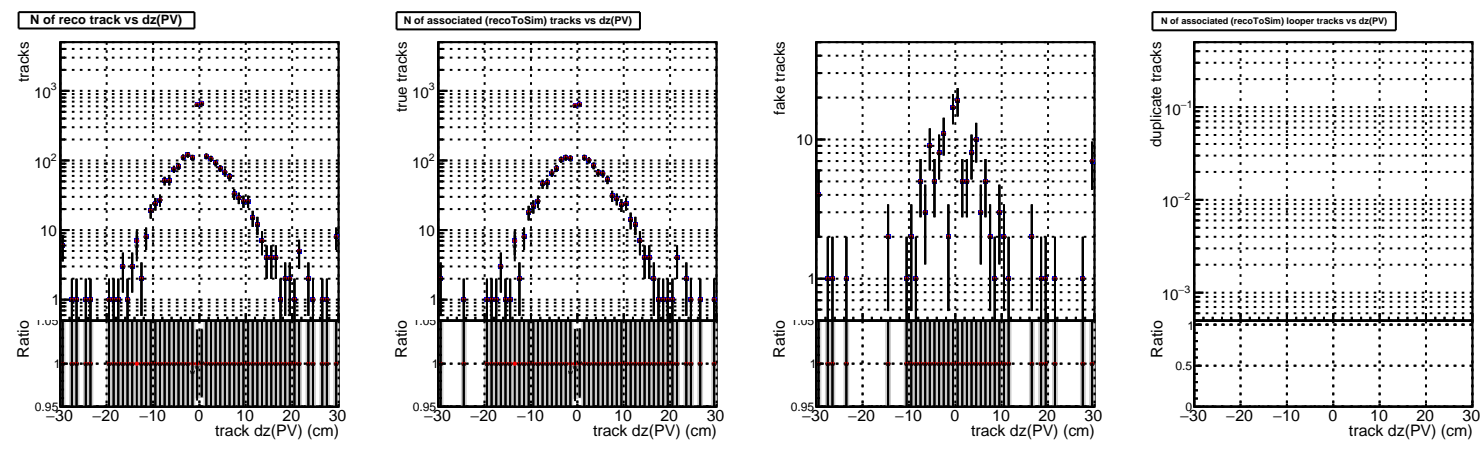 N of reco track vs dz(PV)
tracks
10³
10²
10
1
1.05
Ratio
1
0.95
−30 −20 −10 0 10 20 30
track dz(PV) (cm)
N of associated (recoToSim) tracks vs dz(PV)
true tracks
10³
10²
10
1
1.05
Ratio
1
0.95
−30 −20 −10 0 10 20 30
track dz(PV) (cm)
fake tracks
10
1
1.05
Ratio
1
0.95
−30 −20 −10 0 10 20 30
track dz(PV) (cm)
N of associated (recoToSim) looper tracks vs dz(PV)
duplicate tracks
10⁻¹
10⁻²
10⁻³
Ratio
1
0.5
0
−30 −20 −10 0 10 20 30
track dz(PV) (cm)